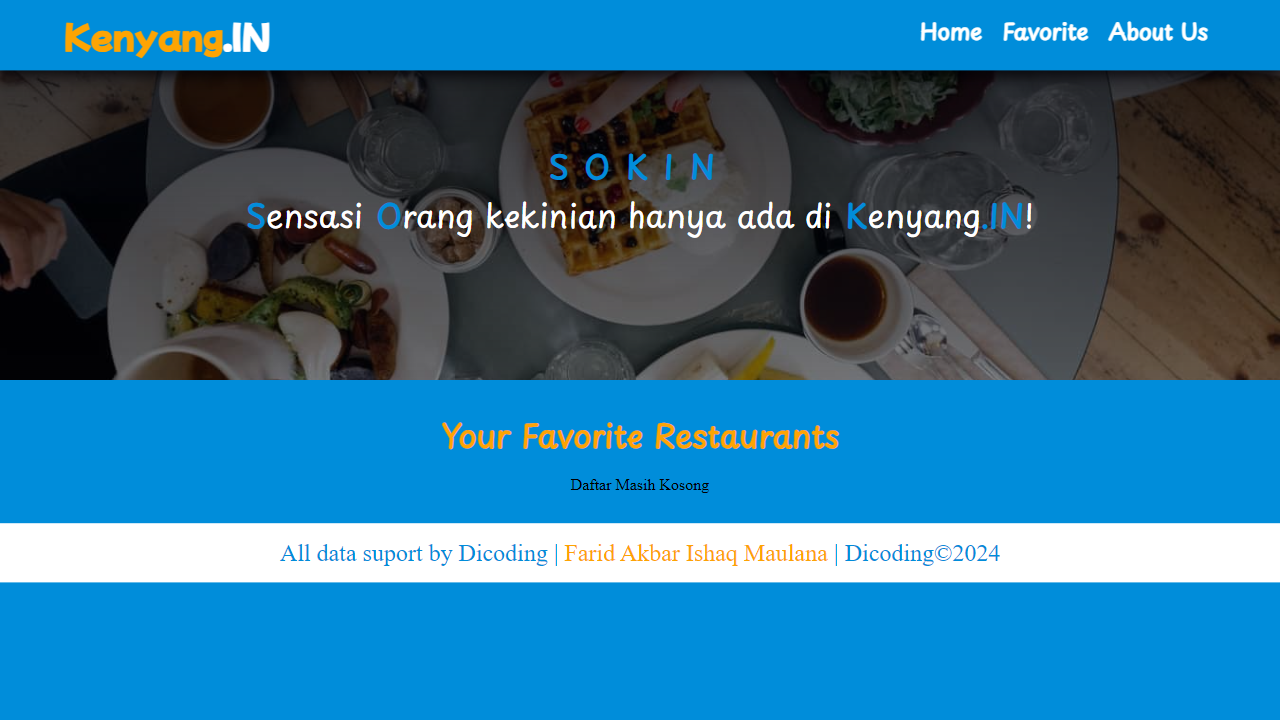 Kenyang.IN
Home Favorite About Us
S O K I N
Sensasi Orang kekinian hanya ada di Kenyang.IN!
Your Favorite Restaurants
Daftar Masih Kosong
All data suport by Dicoding | Farid Akbar Ishaq Maulana | Dicoding©2024